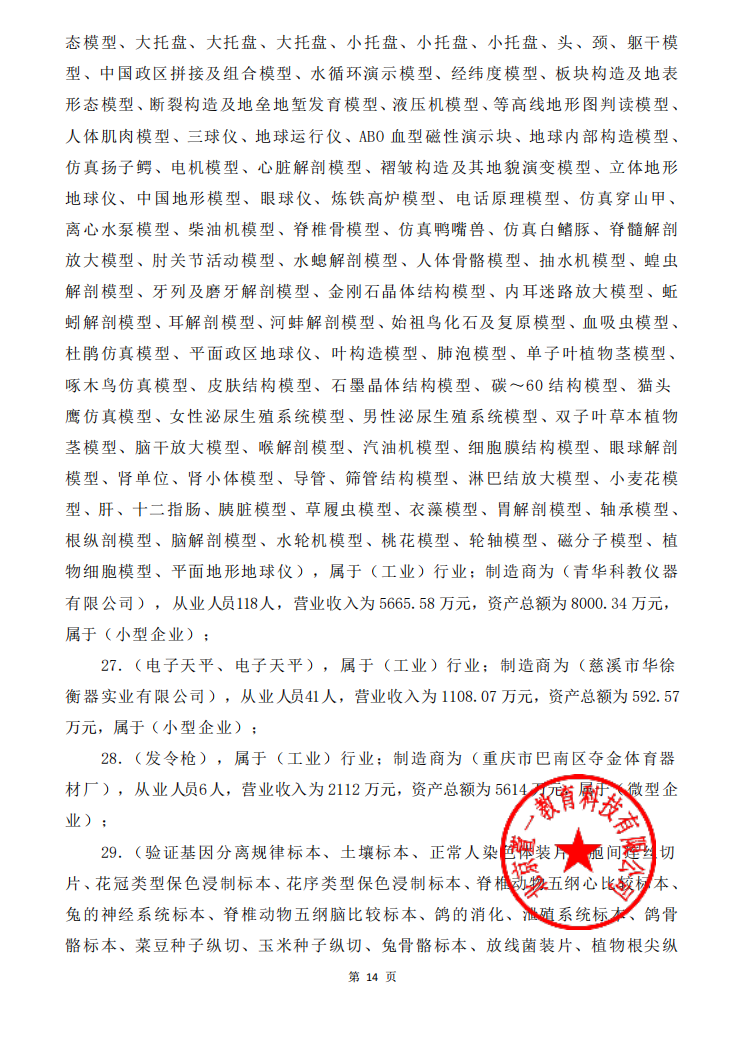 态模型、大托盘、大托盘、大托盘、小托盘、小托盘、小托盘、头、颈、躯干模
型、中国政区拼接及组合模型、水循环演示模型、经纬度模型、板块构造及地表
形态模型、断裂构造及地垒地堑发育模型、液压机模型、等高线地形图判读模型、
人体肌肉模型、三球仪、地球运行仪、ABO 血型磁性演示块、地球内部构造模型、
仿真扬子鳄、电机模型、心脏解剖模型、褶皱构造及其地貌演变模型、立体地形
地球仪、中国地形模型、眼球仪、炼铁高炉模型、电话原理模型、仿真穿山甲、
离心水泵模型、柴油机模型、脊椎骨模型、仿真鸭嘴兽、仿真白鳍豚、脊髓解剖
放大模型、肘关节活动模型、水螅解剖模型、人体骨骼模型、抽水机模型、蝗虫
解剖模型、牙列及磨牙解剖模型、金刚石晶体结构模型、内耳迷路放大模型、蚯
蚓解剖模型、耳解剖模型、河蚌解剖模型、始祖鸟化石及复原模型、血吸虫模型、
杜鹃仿真模型、平面政区地球仪、叶构造模型、肺泡模型、单子叶植物茎模型、
啄木鸟仿真模型、皮肤结构模型、石墨晶体结构模型、碳～60 结构模型、猫头
鹰仿真模型、女性泌尿生殖系统模型、男性泌尿生殖系统模型、双子叶草本植物
茎模型、脑干放大模型、喉解剖模型、汽油机模型、细胞膜结构模型、眼球解剖
模型、肾单位、肾小体模型、导管、筛管结构模型、淋巴结放大模型、小麦花模
型、肝、十二指肠、胰脏模型、草履虫模型、衣藻模型、胃解剖模型、轴承模型、
根纵剖模型、脑解剖模型、水轮机模型、桃花模型、轮轴模型、磁分子模型、植
物细胞模型、平面地形地球仪），属于（工业）行业；制造商为（青华科教仪器
有限公司），从业人员118人，营业收入为 5665.58 万元，资产总额为 8000.34 万元，
属于（小型企业）；
27.（电子天平、电子天平），属于（工业）行业；制造商为（慈溪市华徐
衡器实业有限公司），从业人员41人，营业收入为 1108.07 万元，资产总额为 592.57
万元，属于（小型企业）；
28.（发令枪），属于（工业）行业；制造商为（重庆市巴南区夺金体育器
材厂），从业人员6人，营业收入为 2112 万元，资产总额为 5614 万元，属于（微型企
业）；
29.（验证基因分离规律标本、土壤标本、正常人染色体装片、胞间连丝切
片、花冠类型保色浸制标本、花序类型保色浸制标本、脊椎动物五纲心比较标本、
兔的神经系统标本、脊椎动物五纲脑比较标本、鸽的消化、泄殖系统标本、鸽骨
骼标本、菜豆种子纵切、玉米种子纵切、兔骨骼标本、放线菌装片、植物根尖纵
北京壹一教育科技有限公司
第 14 页